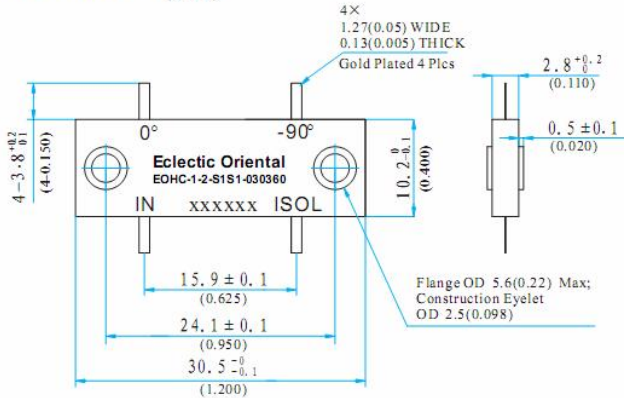 4×
1.27(0.05) WIDE
0.13(0.005) THICK
Gold Plated 4 Plcs
2.8 +0.2 0
(0.110)
4-3.8 +0.2 0.1
(4-0.150)
0°
-90°
Eclectic Oriental
EOHC-1-2-S1S1-030360
IN xxxxxx ISOL
10.2 -0 -0.1
(0.400)
0.5±0.1
(0.020)
15.9±0.1
(0.625)
24.1±0.1
(0.950)
30.5 -0 -0.1
(1.200)
Flange OD 5.6(0.22) Max;
Construction Eyelet
OD 2.5(0.098)